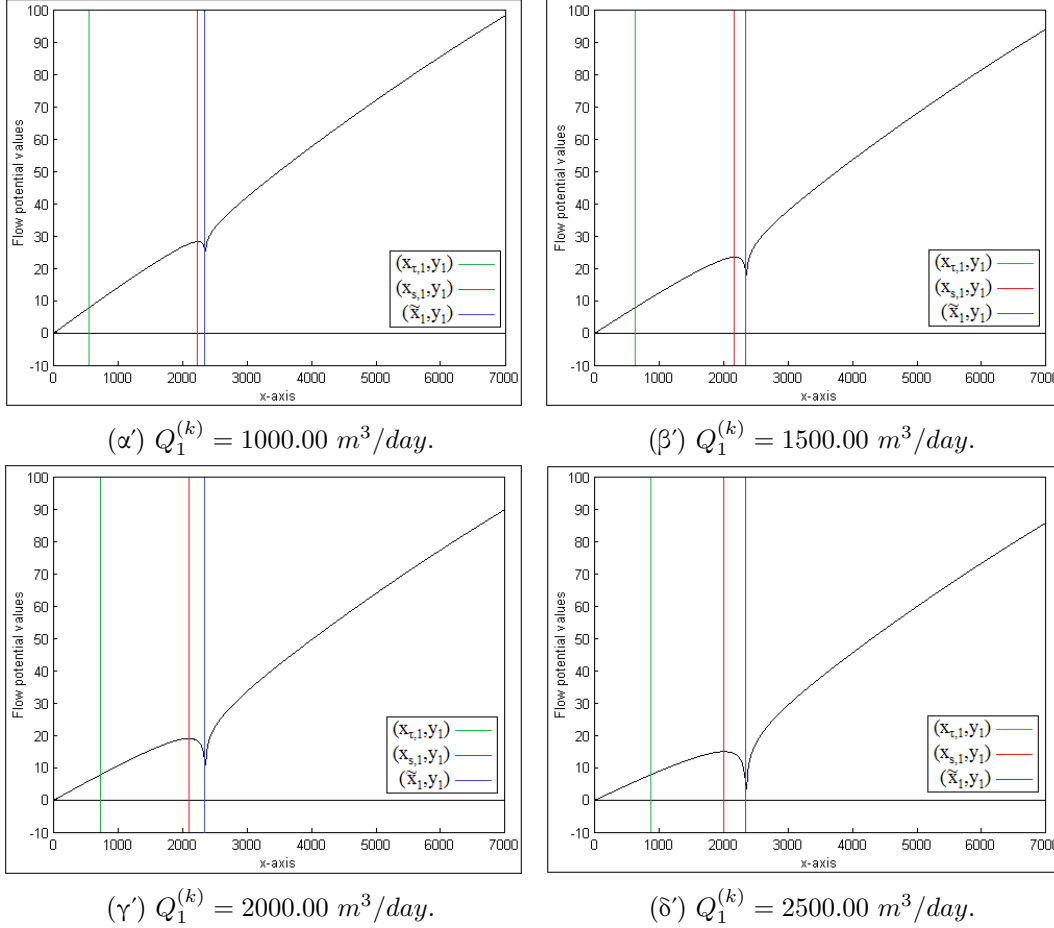 100
90
80
70
60
50
40
30
20
10
0
-10
Flow potential values
0 1000 2000 3000 4000 5000 6000 7000
x-axis
(x_{τ,1},y_1)
(x_{s,1},y_1)
(x̃_1,y_1)
(α′) Q_1^{(k)} = 1000.00 m^3/day.
100
90
80
70
60
50
40
30
20
10
0
-10
Flow potential values
0 1000 2000 3000 4000 5000 6000 7000
x-axis
(x_{τ,1},y_1)
(x_{s,1},y_1)
(x̃_1,y_1)
(β′) Q_1^{(k)} = 1500.00 m^3/day.
100
90
80
70
60
50
40
30
20
10
0
-10
Flow potential values
0 1000 2000 3000 4000 5000 6000 7000
x-axis
(x_{τ,1},y_1)
(x_{s,1},y_1)
(x̃_1,y_1)
(γ′) Q_1^{(k)} = 2000.00 m^3/day.
100
90
80
70
60
50
40
30
20
10
0
-10
Flow potential values
0 1000 2000 3000 4000 5000 6000 7000
x-axis
(x_{τ,1},y_1)
(x_{s,1},y_1)
(x̃_1,y_1)
(δ′) Q_1^{(k)} = 2500.00 m^3/day.